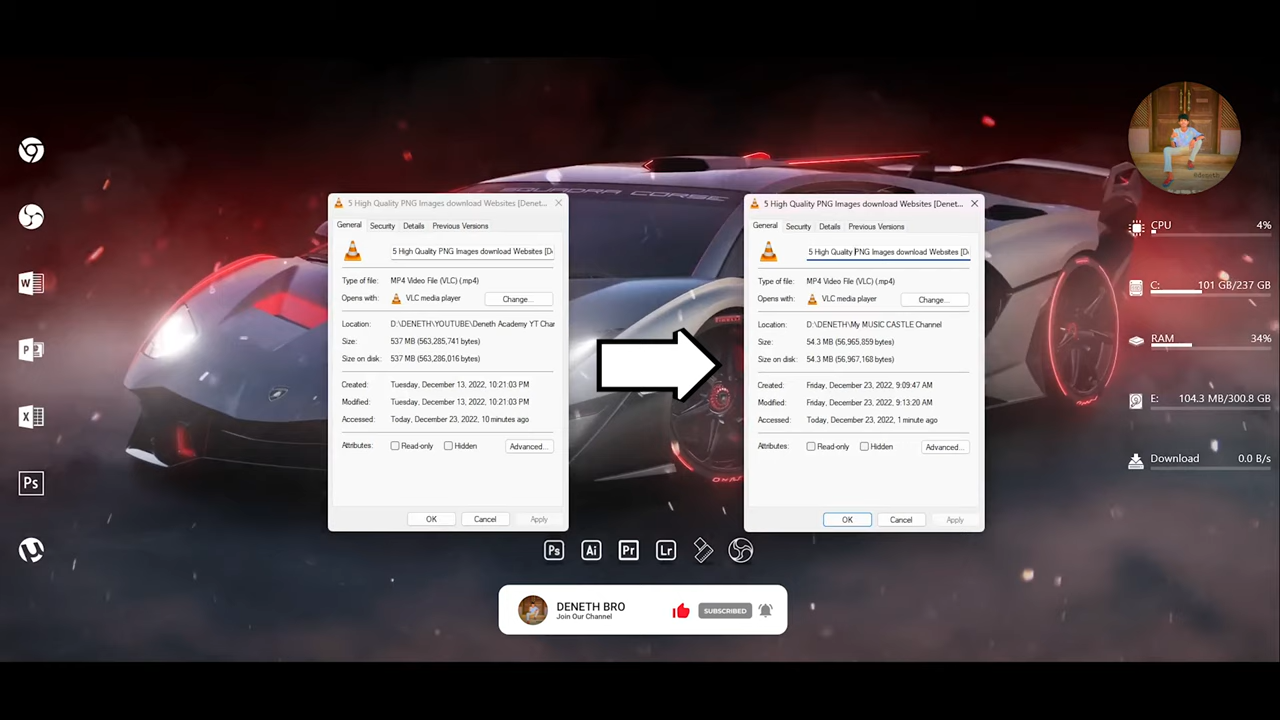 SQUADRA CORSE
5 High Quality PNG Images download Websites [Denet...
General Security Details Previous Versions
5 High Quality PNG Images download Websites [D
Type of file: MP4 Video File (VLC) (.mp4)
Opens with: VLC media player Change...
Location: D:\DENETH\YOUTUBE\Deneth Academy YT Char
Size: 537 MB (563,285,741 bytes)
Size on disk: 537 MB (563,286,016 bytes)
Created: Tuesday, December 13, 2022, 10:21:03 PM
Modified: Tuesday, December 13, 2022, 10:21:03 PM
Accessed: Today, December 23, 2022, 10 minutes ago
Attributes: Read-only Hidden Advanced...
OK Cancel Apply
5 High Quality PNG Images download Websites [Denet...
General Security Details Previous Versions
5 High Quality PNG Images download Websites [D
Type of file: MP4 Video File (VLC) (.mp4)
Opens with: VLC media player Change...
Location: D:\DENETH\My MUSIC CASTLE Channel
Size: 54.3 MB (56,965,859 bytes)
Size on disk: 54.3 MB (56,967,168 bytes)
Created: Friday, December 23, 2022, 9:09:47 AM
Modified: Friday, December 23, 2022, 9:13:20 AM
Accessed: Today, December 23, 2022, 1 minute ago
Attributes: Read-only Hidden Advanced...
OK Cancel Apply
CPU 4%
C: 101 GB/237 GB
RAM 34%
E: 104.3 MB/300.8 GB
Download 0.0 B/s
W
P
X
Ps
Ps Ai Pr Lr
DENETH BRO
Join Our Channel
SUBSCRIBED